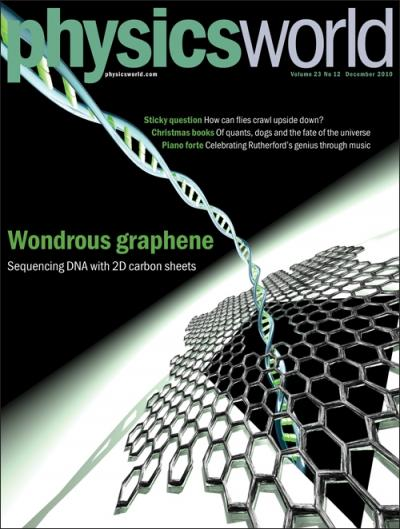 physicsworld
physicsworld.com
Volume 23 No 12 December 2010
Sticky question How can flies crawl upside down?
Christmas books Of quants, dogs and the fate of the universe
Piano forte Celebrating Rutherford's genius through music
Wondrous graphene
Sequencing DNA with 2D carbon sheets